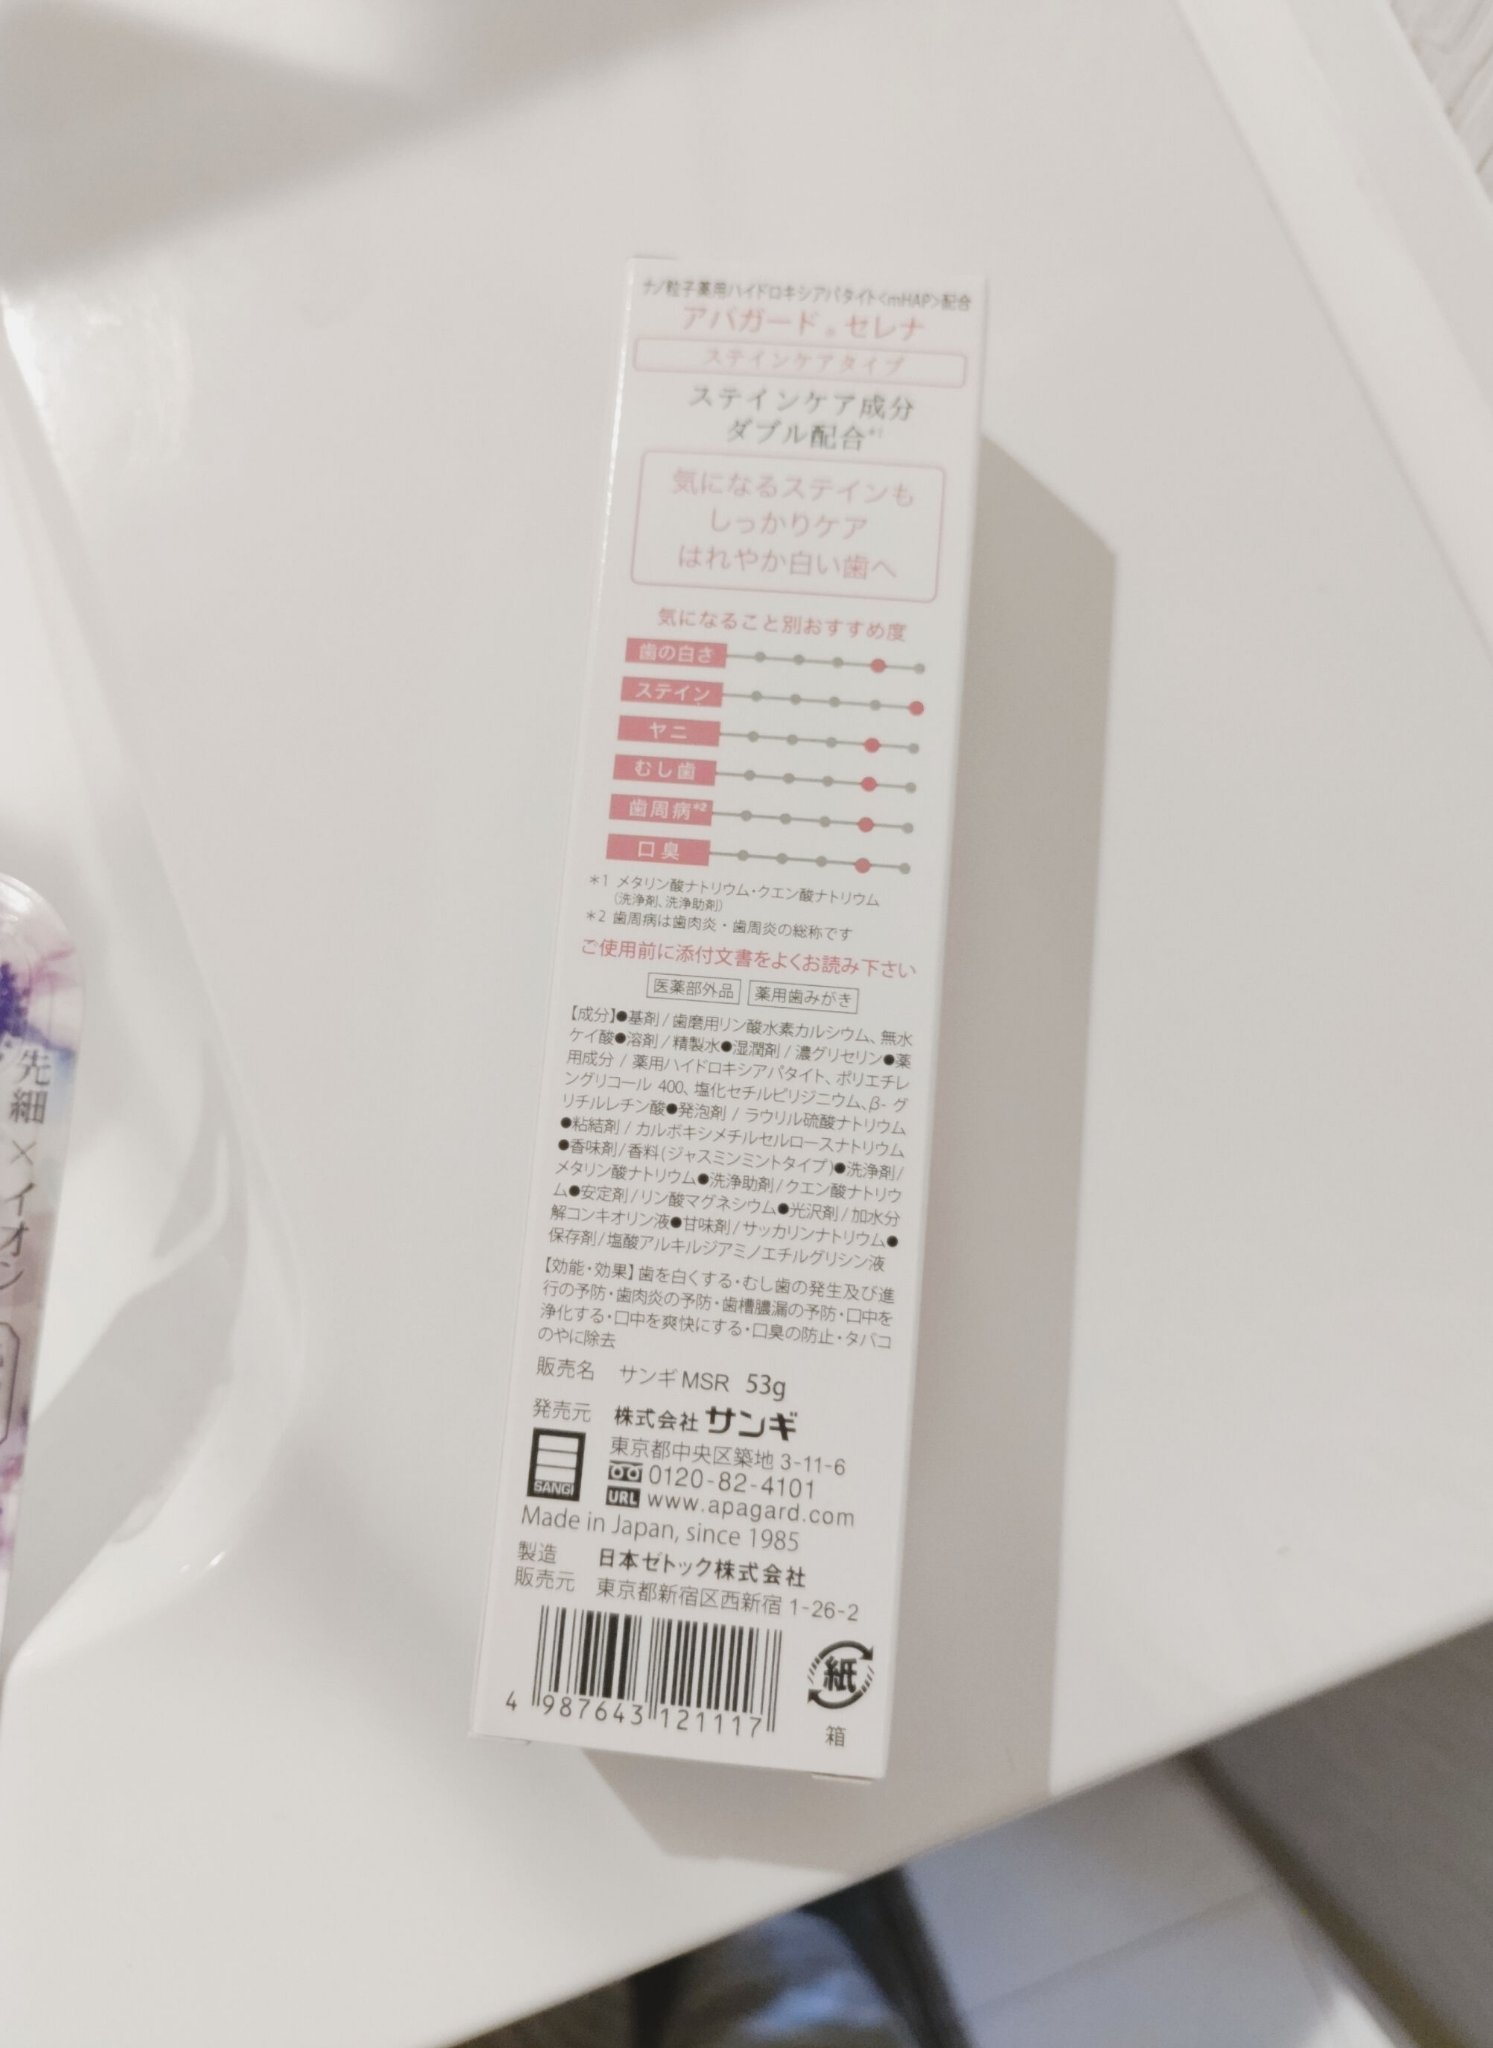 ナノ粒子薬用ハイドロキシアパタイト<mHAP>配合
アパガード®セレナ
ステインケアタイプ
ステインケア成分
ダブル配合*1
気になるステインも
しっかりケア
はれやか白い歯へ
気になること別おすすめ度
歯の白さ
ステイン
ヤニ
むし歯
歯周病*2
口臭
*1 メタリン酸ナトリウム・クエン酸ナトリウム
(洗浄剤、洗浄助剤)
*2 歯周病は歯肉炎・歯周炎の総称です
ご使用前に添付文書をよくお読み下さい
医薬部外品 薬用歯みがき
【成分】●基剤/歯磨用リン酸水素カルシウム、無水
ケイ酸●溶剤/精製水●湿潤剤/濃グリセリン●薬
用成分/薬用ハイドロキシアパタイト、ポリエチレ
ングリコール 400、塩化セチルピリジニウム、β-グ
リチルレチン酸●発泡剤/ラウリル硫酸ナトリウム
●粘結剤/カルボキシメチルセルロースナトリウム
●香味剤/香料(ジャスミンミントタイプ)●洗浄剤/
メタリン酸ナトリウム●洗浄助剤/クエン酸ナトリウ
ム●安定剤/リン酸マグネシウム●光沢剤/加水分
解コンキオリン液●甘味剤/サッカリンナトリウム●
保存剤/塩酸アルキルジアミノエチルグリシン液
【効能・効果】歯を白くする・むし歯の発生及び進
行の予防・歯肉炎の予防・歯槽膿漏の予防・口中を
浄化する・口中を爽快にする・口臭の防止・タバコ
のやに除去
販売名 サンギMSR 53g
発売元 株式会社サンギ
東京都中央区築地 3-11-6
SANGI
0120-82-4101
URL www.apagard.com
Made in Japan, since 1985
製造 日本ゼトック株式会社
販売元 東京都新宿区西新宿 1-26-2
4 987643 121117
紙
箱
先細×イオン